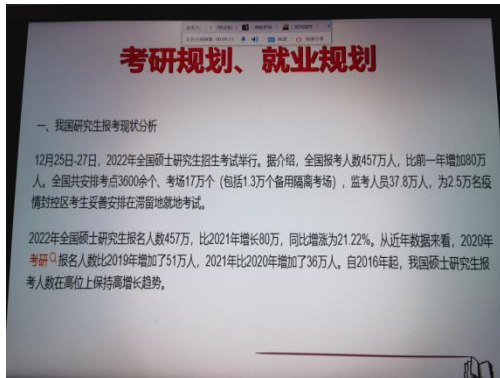 考研规划、就业规划
一、我国研究生报考现状分析
12月25日-27日，2022年全国硕士研究生招生考试举行。据介绍，全国报考人数457万人，比前一年增加80万
人。全国共安排考点3600余个、考场17万个（包括1.3万个备用隔离考场），监考人员37.8万人，为2.5万名疫
情封控区考生妥善安排在滞留地就地考试。
2022年全国硕士研究生报名人数457万，比2021年增长80万，同比增涨为21.22%。从近年数据来看，2020年
考研报名人数比2019年增加了51万人，2021年比2020年增加了36万人。自2016年起，我国硕士研究生报
考人数在高位上保持高增长趋势。